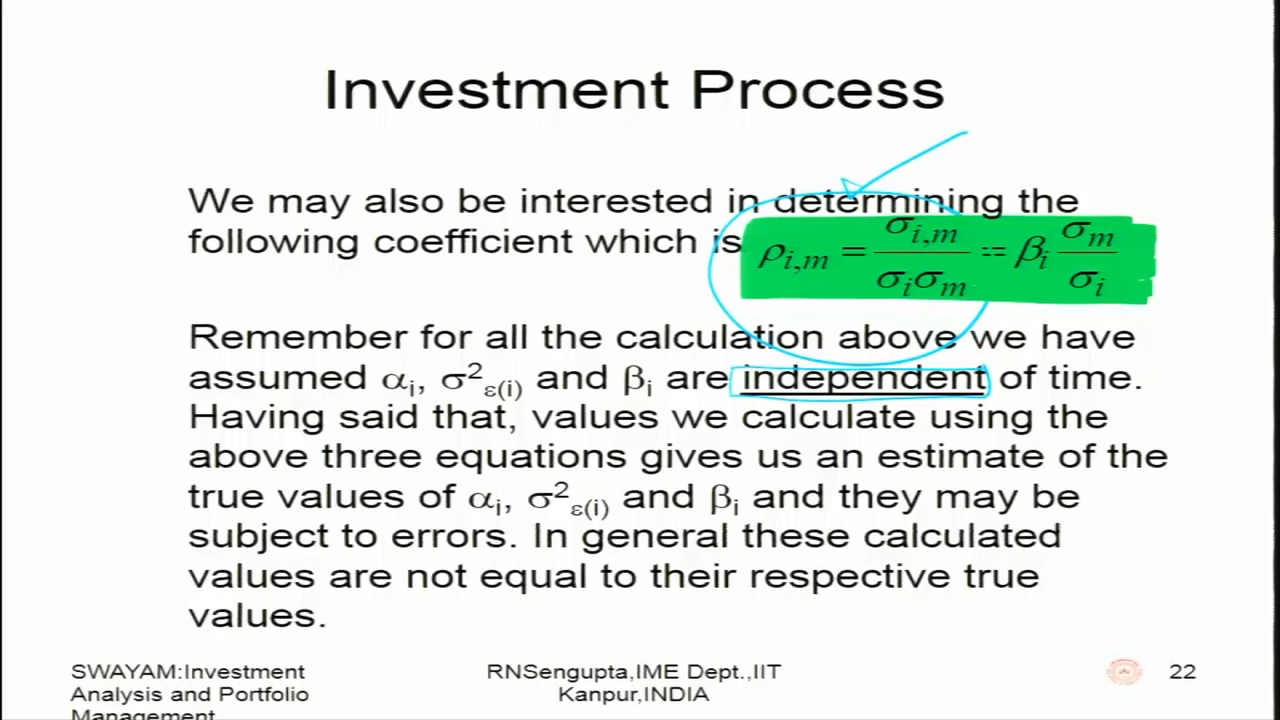 Investment Process
We may also be interested in determining the
following coefficient which is ρi,m = σi,m / σiσm = βi σm / σi
Remember for all the calculation above we have
assumed αi, σ²ε(i) and βi are independent of time.
Having said that, values we calculate using the
above three equations gives us an estimate of the
true values of αi, σ²ε(i) and βi and they may be
subject to errors. In general these calculated
values are not equal to their respective true
values.
SWAYAM:Investment
Analysis and Portfolio
Management
RNSengupta,IME Dept.,IIT
Kanpur,INDIA
22